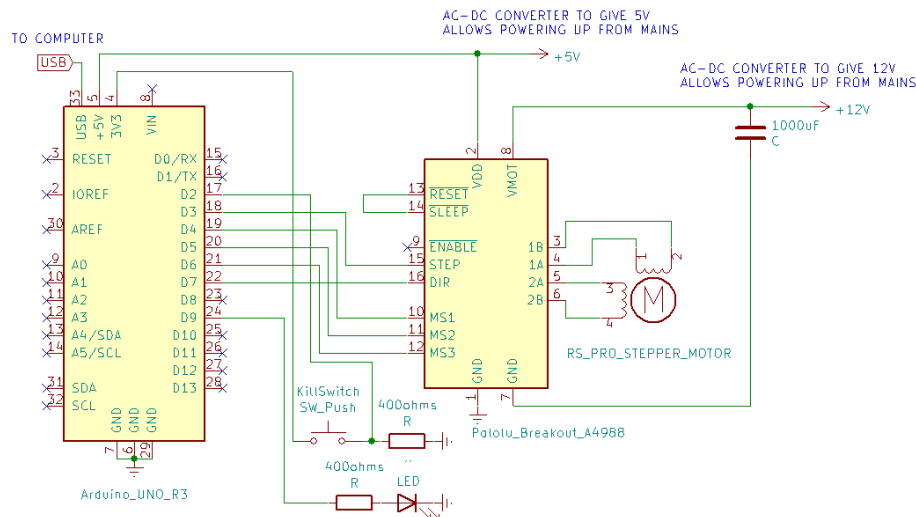 AC-DC CONVERTER TO GIVE 5V
ALLOWS POWERING UP FROM MAINS
TO COMPUTER
USB
+5V
AC-DC CONVERTER TO GIVE 12V
ALLOWS POWERING UP FROM MAINS
+12V
1000uF
C
33
5
4
8
USB
+5V
3V3
VIN
3 RESET
2 IOREF
30 AREF
9 A0
10 A1
11 A2
12 A3
13 A4/SDA
14 A5/SCL
31 SDA
32 SCL
D0/RX 15
D1/TX 16
D2 17
D3 18
D4 19
D5 20
D6 21
D7 22
D8 23
D9 24
D10 25
D11 26
D12 27
D13 28
GND GND GND
7 6 29
Arduino_UNO_R3
2 8
VDD VMOT
13 RESET
14 SLEEP
9 ENABLE
15 STEP
16 DIR
10 MS1
11 MS2
12 MS3
1B 3
1A 4
2A 5
2B 6
GND GND
1 7
Pololu_Breakout_A4988
1 2
3
4
M
RS_PRO_STEPPER_MOTOR
KillSwitch
SW_Push
400ohms
R
400ohms
R
LED